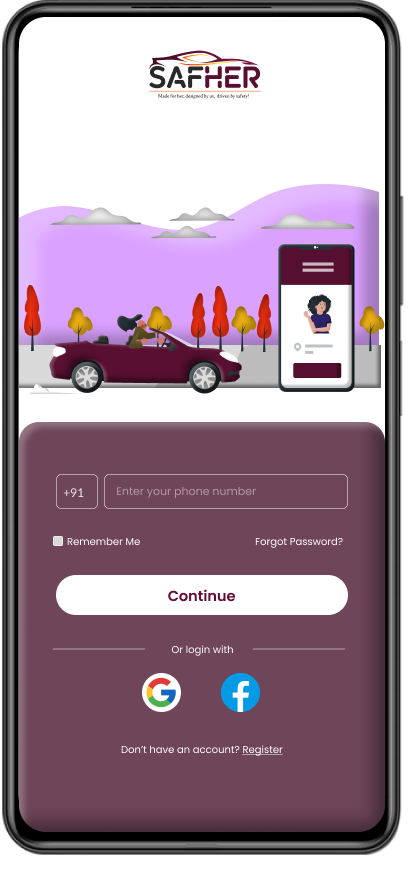 SAFHER
Made for her, designed by us, driven by safety!
+91 Enter your phone number
Remember Me Forgot Password?
Continue
Or login with
Don't have an account? Register